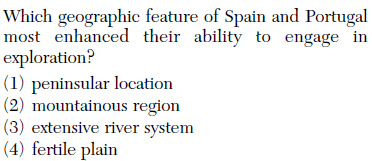 Which geographic feature of Spain and Portugal
most enhanced their ability to engage in
exploration?
(1) peninsular location
(2) mountainous region
(3) extensive river system
(4) fertile plain